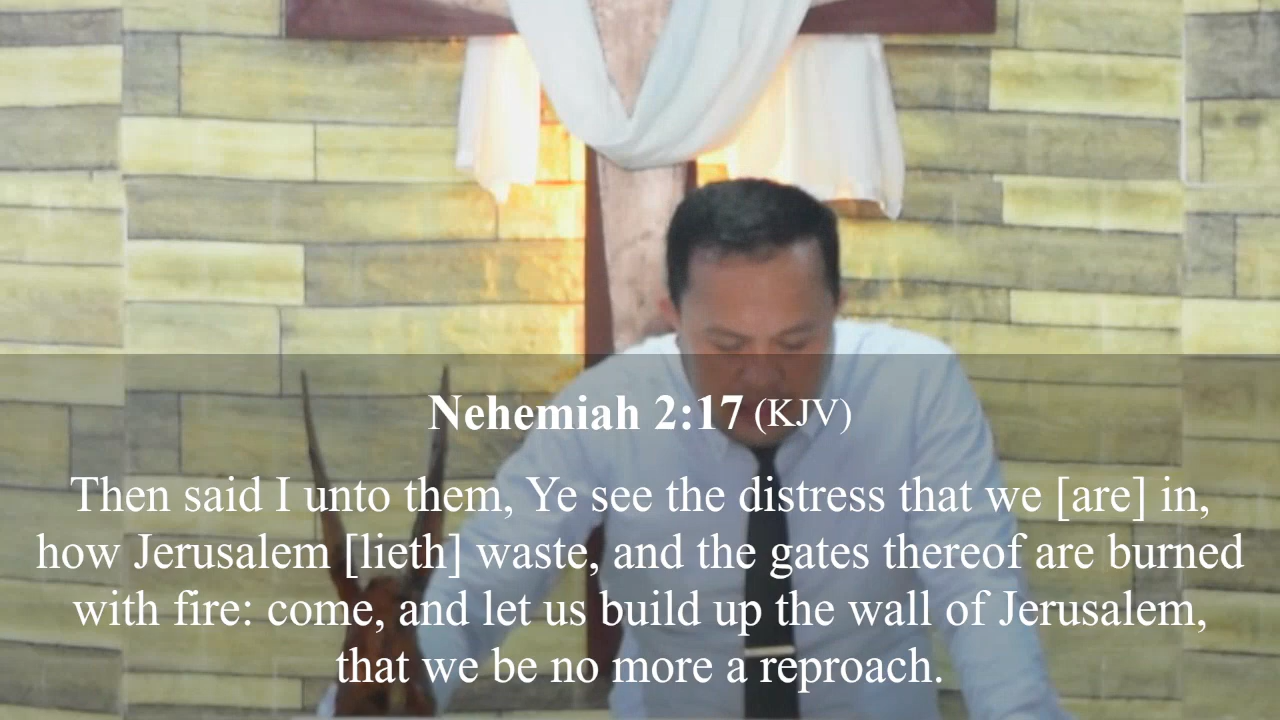 Nehemiah 2:17 (KJV)
Then said I unto them, Ye see the distress that we [are] in,
how Jerusalem [lieth] waste, and the gates thereof are burned
with fire: come, and let us build up the wall of Jerusalem,
that we be no more a reproach.